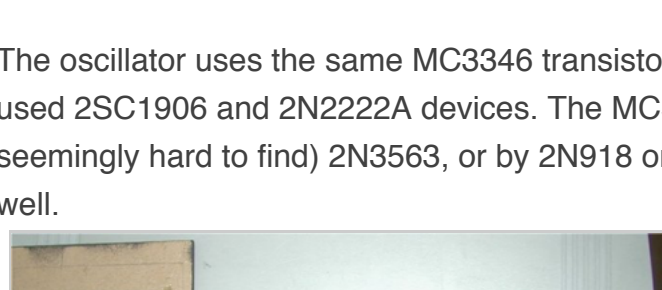 The oscillator uses the same MC3346 transisto
used 2SC1906 and 2N2222A devices. The MC
seemingly hard to find) 2N3563, or by 2N918 or
well.